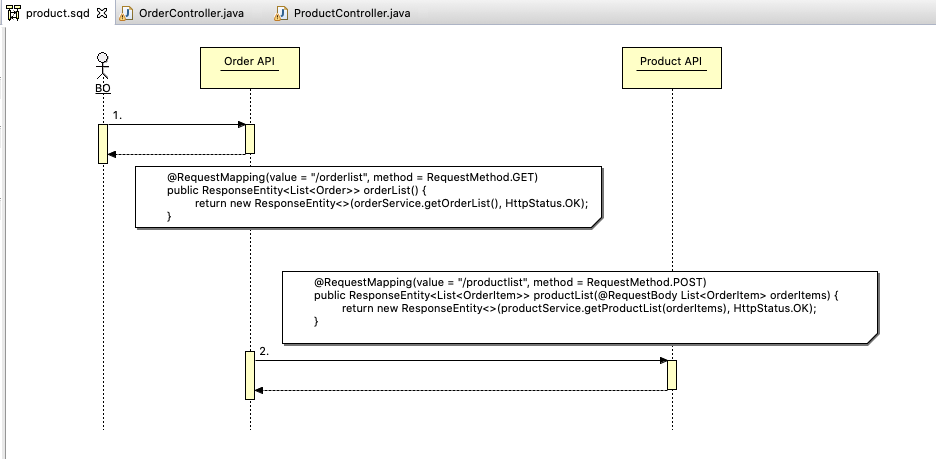 product.sqd
OrderController.java
ProductController.java
BO
Order API
Product API
1.
@RequestMapping(value = "/orderlist", method = RequestMethod.GET)
public ResponseEntity<List<Order>> orderList() {
return new ResponseEntity<>(orderService.getOrderList(), HttpStatus.OK);
}
@RequestMapping(value = "/productlist", method = RequestMethod.POST)
public ResponseEntity<List<OrderItem>> productList(@RequestBody List<OrderItem> orderItems) {
return new ResponseEntity<>(productService.getProductList(orderItems), HttpStatus.OK);
}
2.